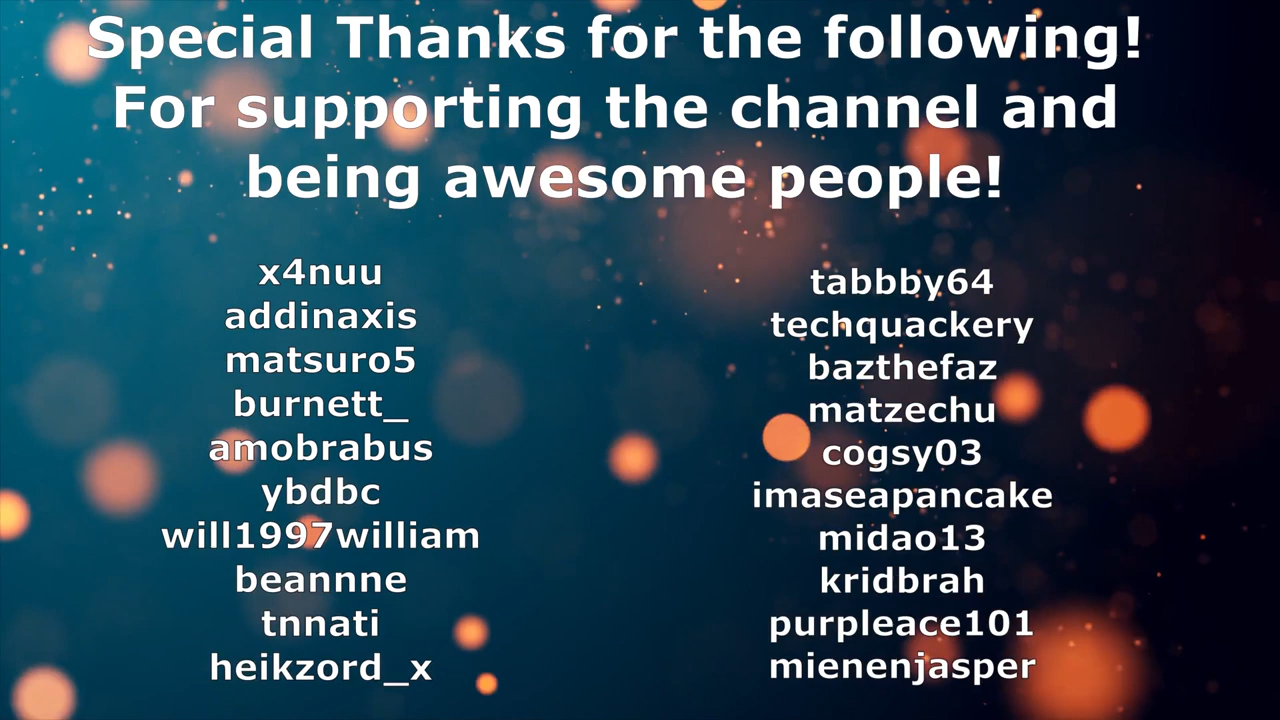 Special Thanks for the following!
For supporting the channel and
being awesome people!
x4nuu
addinaxis
matsuro5
burnett_
amobrabus
ybdbc
will1997william
beannne
tnnati
heikzord_x
tabbby64
techquackery
bazthefaz
matzechu
cogsy03
imaseapancake
midao13
kridbrah
purpleace101
mienenjasper